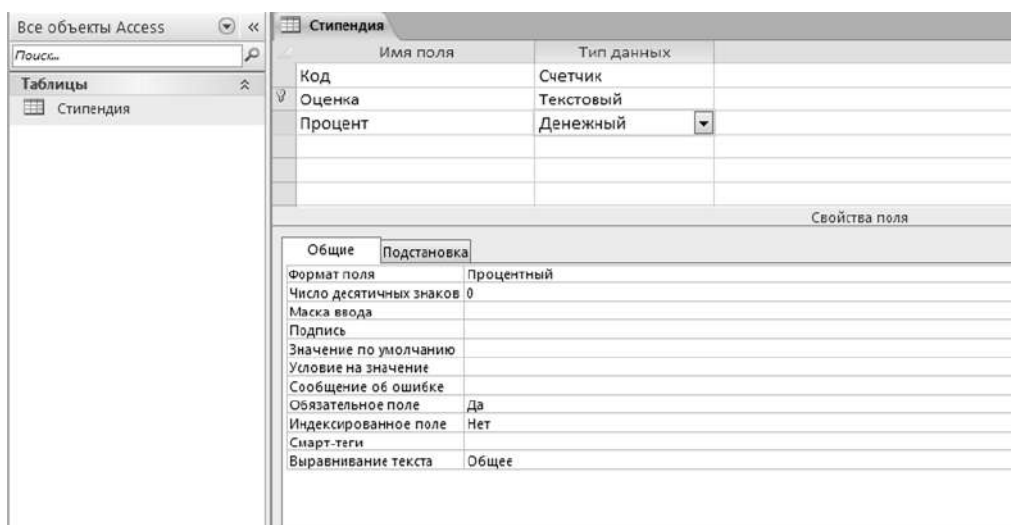 Все объекты Access
«
Поиск...
Таблицы
Стипендия
Стипендия
Имя поля Тип данных
Код Счетчик
Оценка Текстовый
Процент Денежный
Свойства поля
Общие Подстановка
Формат поля Процентный
Число десятичных знаков 0
Маска ввода
Подпись
Значение по умолчанию
Условие на значение
Сообщение об ошибке
Обязательное поле Да
Индексированное поле Нет
Смарт-теги
Выравнивание текста Общее